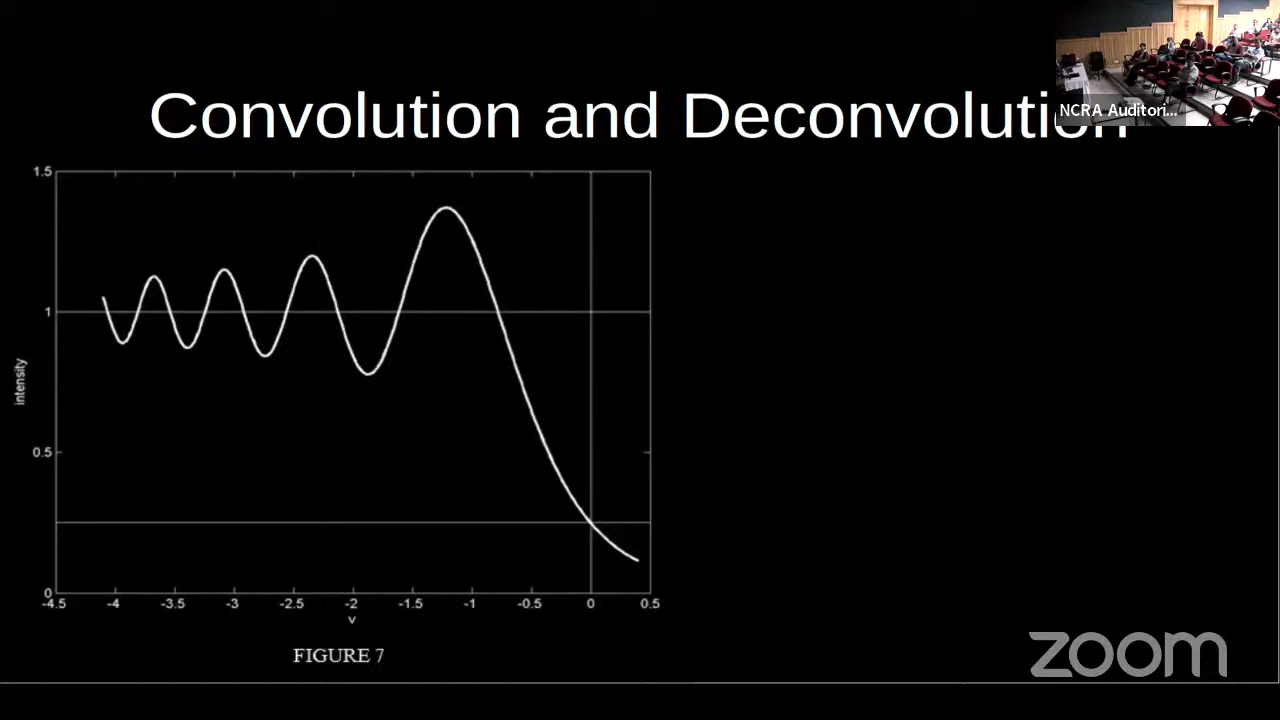 Convolution and Deconvolution
NCRA Auditori...
1.5
1
0.5
0
intensity
-4.5 -4 -3.5 -3 -2.5 -2 -1.5 -1 -0.5 0 0.5
v
FIGURE 7
zoom